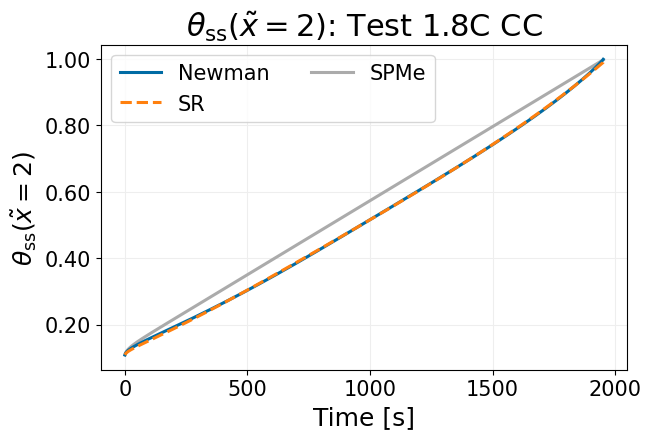 θss(x̃ = 2): Test 1.8C CC
Newman
SPMe
SR
1.00
0.80
0.60
0.40
0.20
θss(x̃ = 2)
0 500 1000 1500 2000
Time [s]